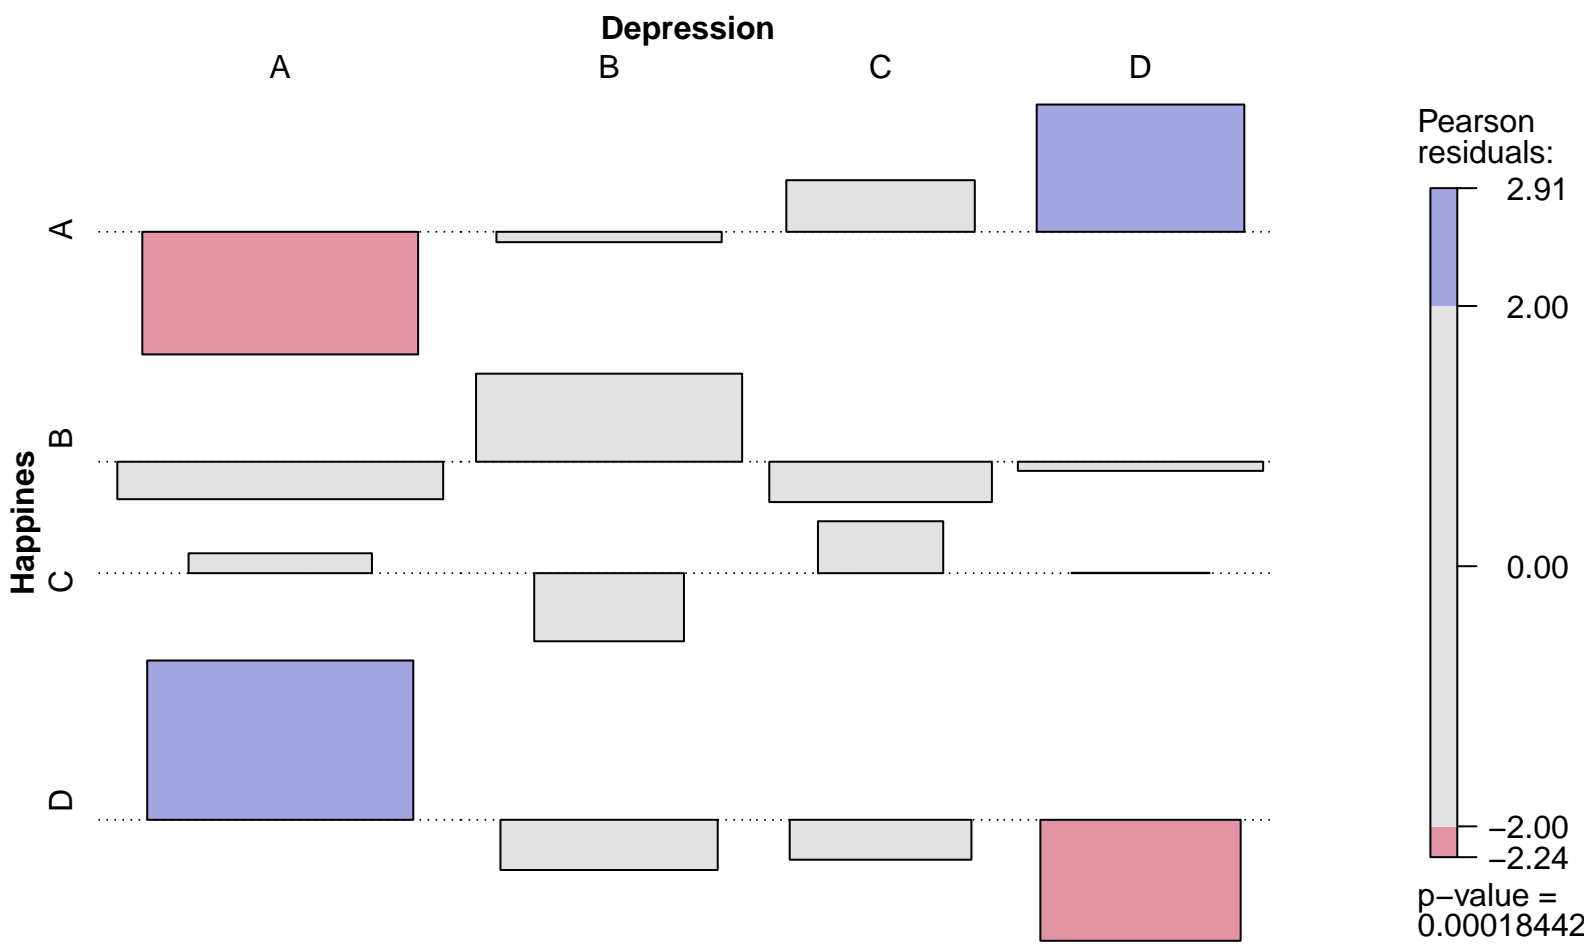 Depression
A B C D
Happines
A
B
C
D
Pearson
residuals:
2.91
2.00
0.00
−2.00
−2.24
p−value =
0.00018442